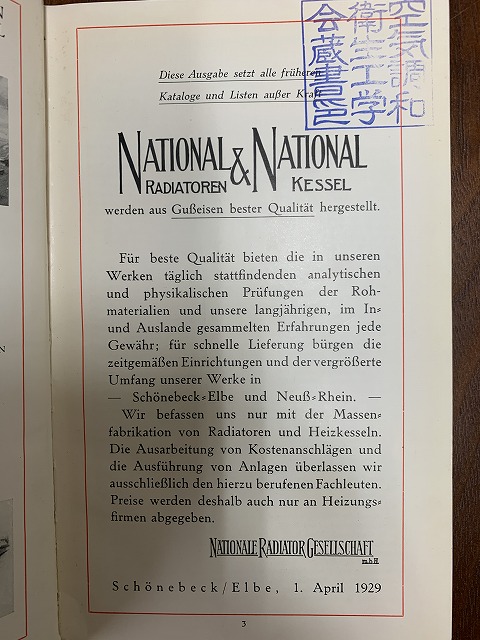 Diese Ausgabe setzt alle früheren
Kataloge und Listen außer Kraft
空気調和
衛生工学
会蔵書印
NATIONAL & NATIONAL
RADIATOREN KESSEL
werden aus Gußeisen bester Qualität hergestellt.
Für beste Qualität bieten die in unseren
Werken täglich stattfindenden analytischen
und physikalischen Prüfungen der Roh-
materialien und unsere langjährigen, im In-
und Auslande gesammelten Erfahrungen jede
Gewähr; für schnelle Lieferung bürgen die
zeitgemäßen Einrichtungen und der vergrößerte
Umfang unserer Werke in
— Schönebeck-Elbe und Neuß-Rhein. —
Wir befassen uns nur mit der Massen-
fabrikation von Radiatoren und Heizkesseln.
Die Ausarbeitung von Kostenanschlägen und
die Ausführung von Anlagen überlassen wir
ausschließlich den hierzu berufenen Fachleuten.
Preise werden deshalb auch nur an Heizungs-
firmen abgegeben.
NATIONALE RADIATOR GESELLSCHAFT
m.b.H.
Schönebeck/Elbe, 1. April 1929
3